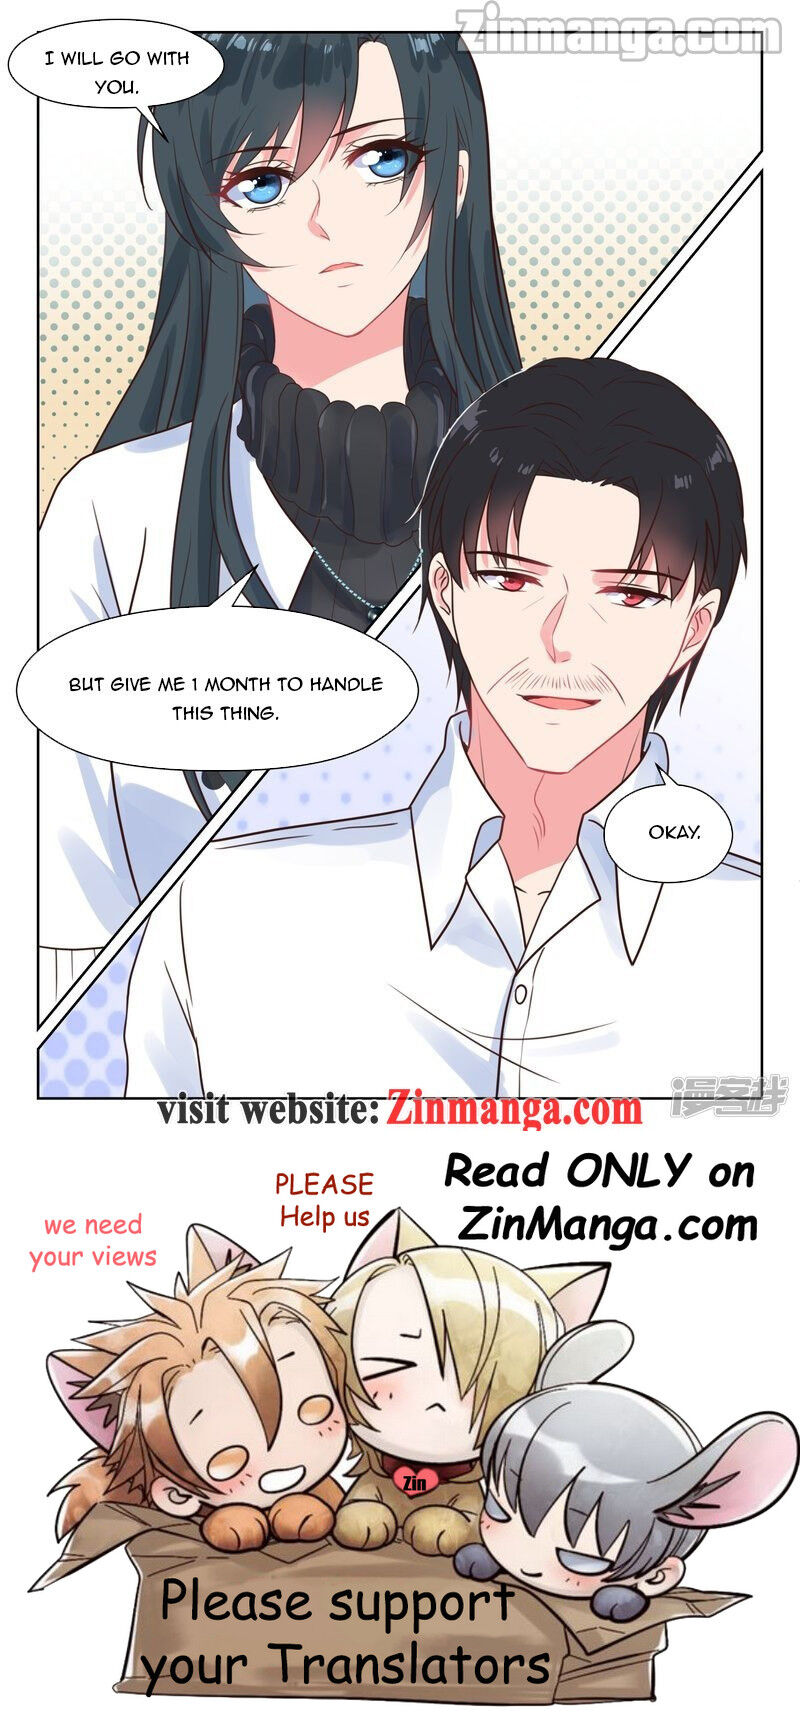 Zinmanga.com
I WILL GO WITH
YOU.
BUT GIVE ME 1 MONTH TO HANDLE
THIS THING.
OKAY.
漫客栈
visit website: Zinmanga.com
Read ONLY on
ZinManga.com
PLEASE
Help us
we need
your views
Zin
Please support
your Translators